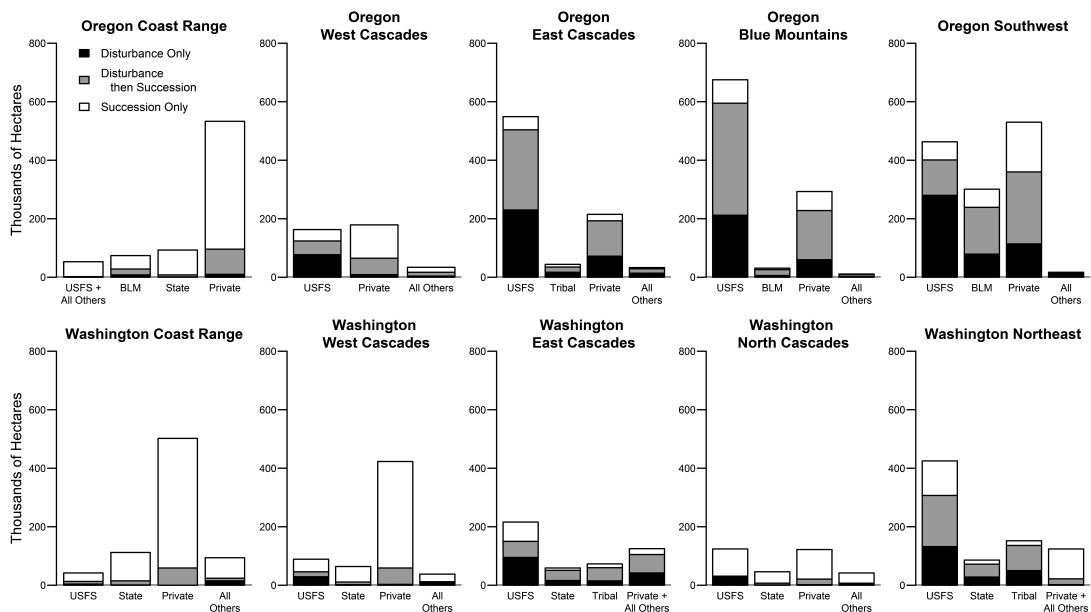 Oregon Coast Range
Oregon
West Cascades
Oregon
East Cascades
Oregon
Blue Mountains
Oregon Southwest
Thousands of Hectares
800
600
400
200
0
Disturbance Only
Disturbance
then Succession
Succession Only
USFS +
All Others
BLM
State
Private
800
600
400
200
0
USFS
Private
All Others
800
600
400
200
0
USFS
Tribal
Private
All
Others
800
600
400
200
0
USFS
BLM
Private
All
Others
800
600
400
200
0
USFS
BLM
Private
All
Others
Washington Coast Range
Washington
West Cascades
Washington
East Cascades
Washington
North Cascades
Washington Northeast
Thousands of Hectares
800
600
400
200
0
USFS
State
Private
All
Others
800
600
400
200
0
USFS
State
Private
All
Others
800
600
400
200
0
USFS
State
Tribal
Private +
All Others
800
600
400
200
0
USFS
State
Private
All
Others
800
600
400
200
0
USFS
State
Tribal
Private +
All Others